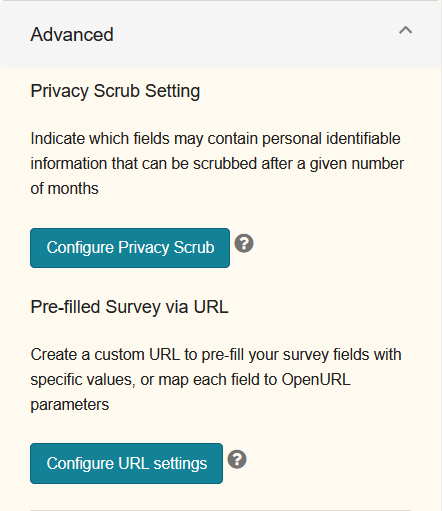 Advanced
Privacy Scrub Setting
Indicate which fields may contain personal identifiable
information that can be scrubbed after a given number
of months
Configure Privacy Scrub
Pre-filled Survey via URL
Create a custom URL to pre-fill your survey fields with
specific values, or map each field to OpenURL
parameters
Configure URL settings